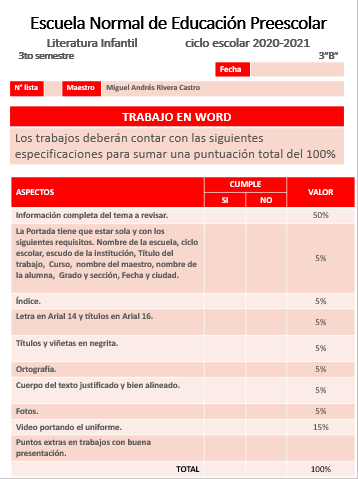 Escuela Normal de Educación Preescolar
Literatura Infantil ciclo escolar 2020-2021
3to semestre 3"B"
Fecha
N° lista Maestro Miguel Andrés Rivera Castro
TRABAJO EN WORD
Los trabajos deberán contar con las siguientes
especificaciones para sumar una puntuación total del 100%
ASPECTOS CUMPLE VALOR
SI NO
Información completa del tema a revisar. 50%
La Portada tiene que estar sola y con los
siguientes requisitos. Nombre de la escuela, ciclo
escolar, escudo de la institución, Título del
trabajo, Curso, nombre del maestro, nombre de
la alumna, Grado y sección, Fecha y ciudad. 5%
Índice. 5%
Letra en Arial 14 y títulos en Arial 16. 5%
Títulos y viñetas en negrita. 5%
Ortografía. 5%
Cuerpo del texto justificado y bien alineado. 5%
Fotos. 5%
Video portando el uniforme. 15%
Puntos extras en trabajos con buena
presentación.
TOTAL 100%